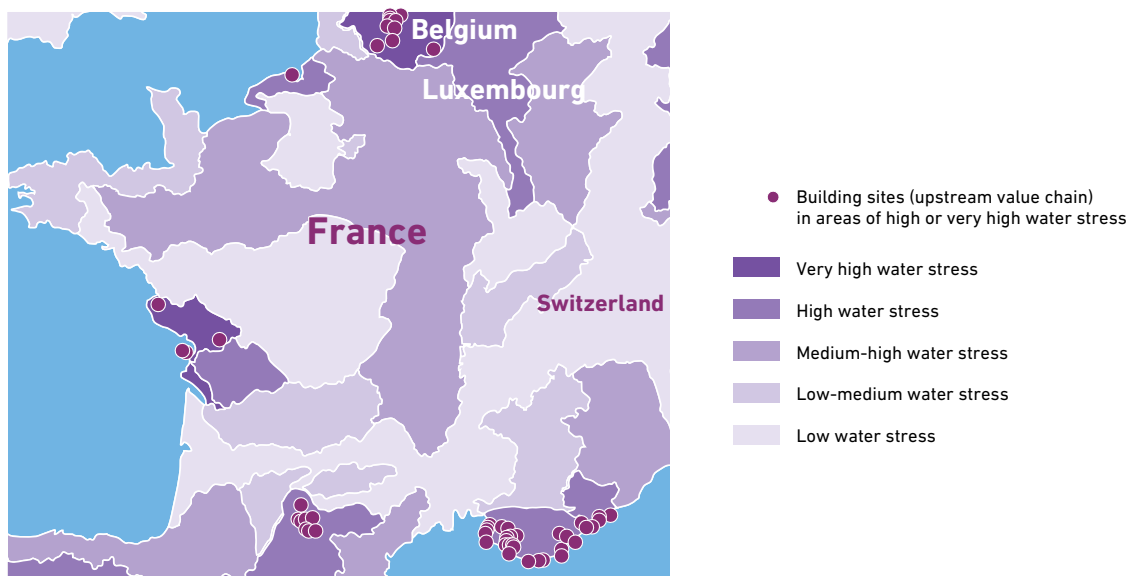 Belgium
Luxembourg
France
Switzerland
Building sites (upstream value chain)
in areas of high or very high water stress
Very high water stress
High water stress
Medium-high water stress
Low-medium water stress
Low water stress